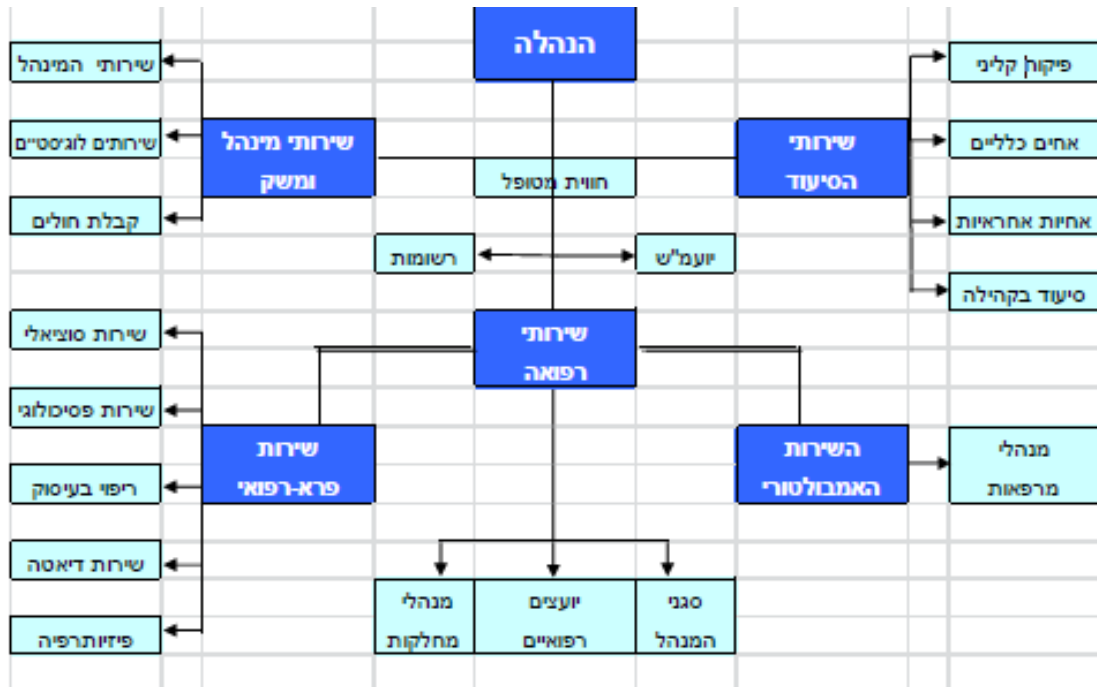 הנהלה
פיקוח קליני
שירותי המינהל
שירותי
הסיעוד
שירותי מינהל
ומשק
אחים כלליים
שירותים לוגיסטיים
חווית מטופל
אחיות אחראיות
קבלת חולים
יועמ"ש
רשומות
סיעוד בקהילה
שירותי
רפואה
שירות סוציאלי
שירות פסיכולוגי
השירות
האמבולטורי
שירות
פרא-רפואי
מנהלי
מרפאות
ריפוי בעיסוק
שירות דיאטה
סגני
המנהל
יועצים
רפואיים
מנהלי
מחלקות
פיזיותרפיה